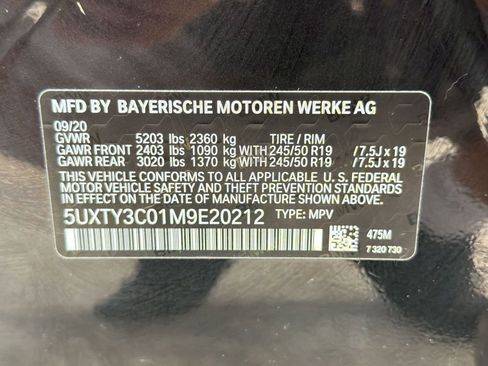 MFD BY BAYERISCHE MOTOREN WERKE AG
09/20
GVWR 5203 lbs 2360 kg TIRE / RIM
GAWR FRONT 2403 lbs 1090 kg WITH 245/50 R19 /7.5J x 19
GAWR REAR 3020 lbs 1370 kg WITH 245/50 R19 /7.5J x 19
THIS VEHICLE CONFORMS TO ALL APPLICABLE U. S. FEDERAL
MOTOR VEHICLE SAFETY AND THEFT PREVENTION STANDARDS
IN EFFECT ON THE DATE OF MANUFACTURE SHOWN ABOVE.
5UXTY3C01M9E20212 TYPE: MPV
475M
7 320 730